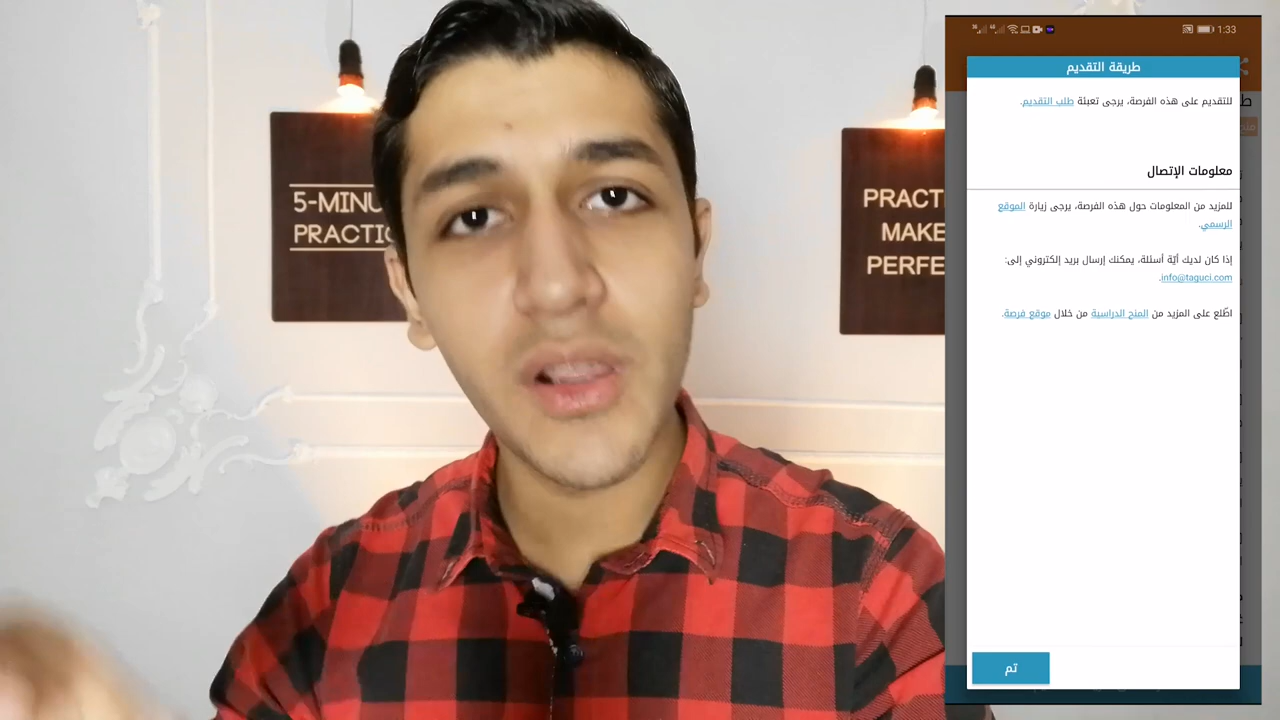 5-MINU
PRACTIC
PRACT
MAKE
PERFE
1:33
طريقة التقديم
للتقديم على هذه الفرصة، يرجى تعبئة طلب التقديم.
معلومات الإتصال
للمزيد من المعلومات حول هذه الفرصة، يرجى زيارة الموقع
الرسمي.
إذا كان لديك أيّة أسئلة، يمكنك إرسال بريد إلكتروني إلى:
info@taguci.com.
اطّلع على المزيد من المنح الدراسية من خلال موقع فرصة.
تم